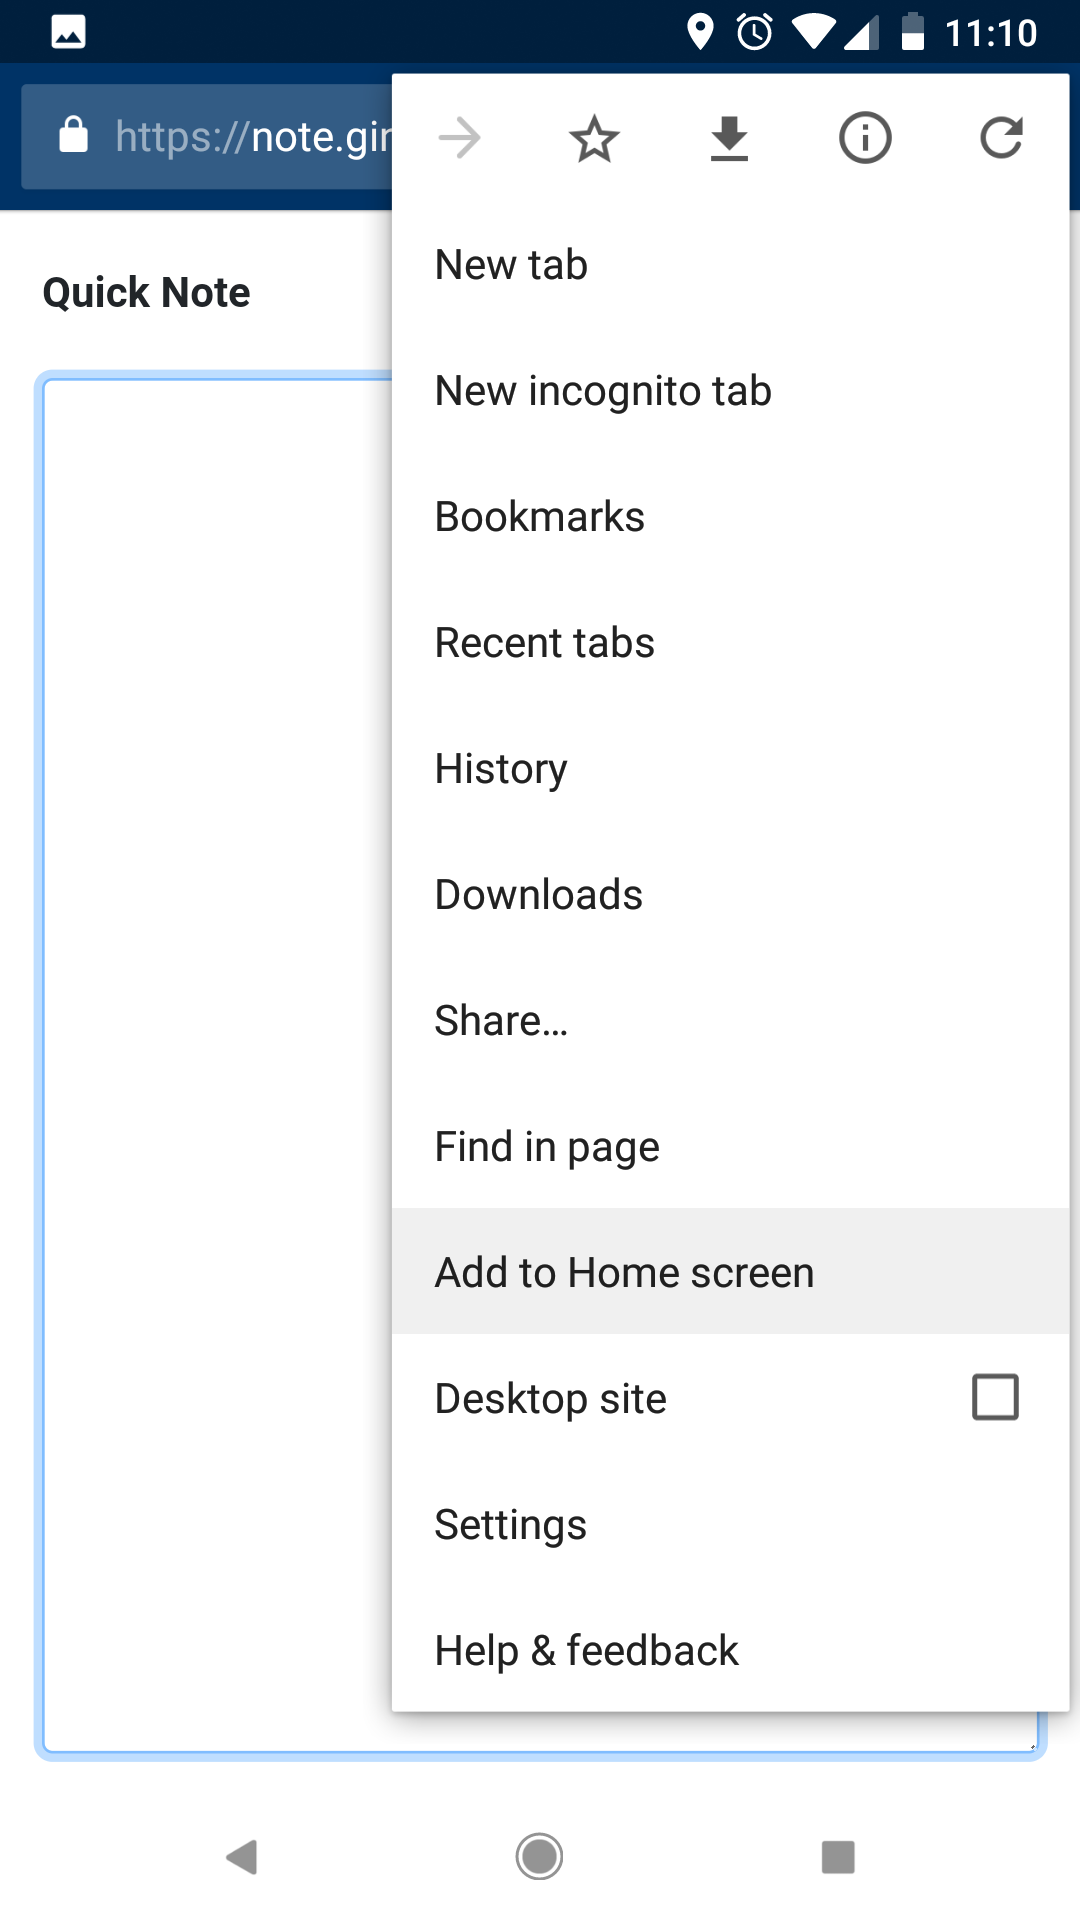 11:10
https://note.gin
New tab
Quick Note
New incognito tab
Bookmarks
Recent tabs
History
Downloads
Share…
Find in page
Add to Home screen
Desktop site
Settings
Help & feedback